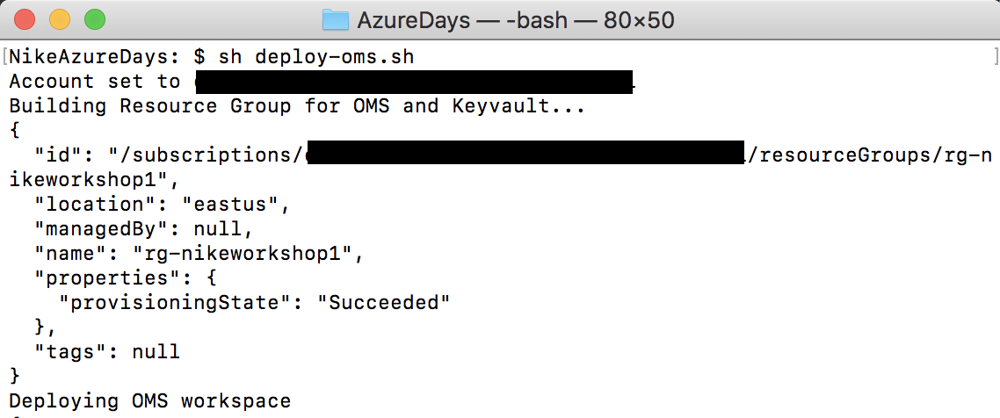 AzureDays — -bash — 80×50
[NikeAzureDays: $ sh deploy-oms.sh ]
Account set to
Building Resource Group for OMS and Keyvault...
{
"id": "/subscriptions/ /resourceGroups/rg-n
ikeworkshop1",
"location": "eastus",
"managedBy": null,
"name": "rg-nikeworkshop1",
"properties": {
"provisioningState": "Succeeded"
},
"tags": null
}
Deploying OMS workspace